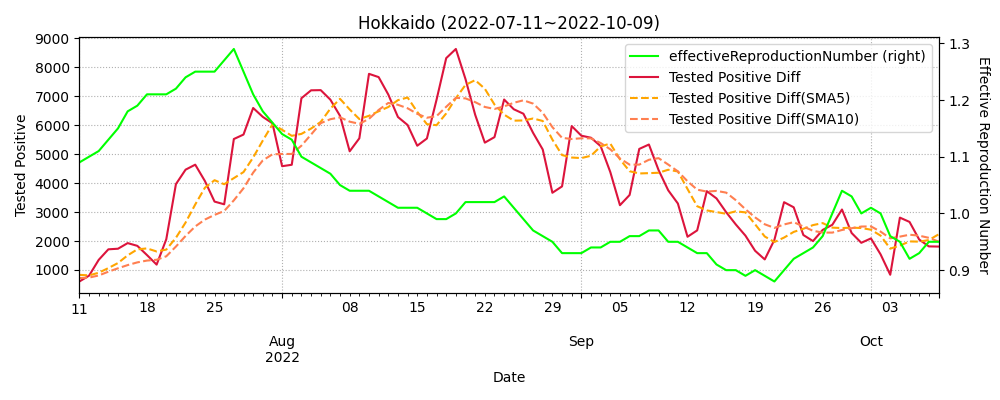 Hokkaido (2022-07-11~2022-10-09)
9000
8000
7000
6000
5000
4000
3000
2000
1000
Tested Positive
effectiveReproductionNumber (right)
Tested Positive Diff
Tested Positive Diff(SMA5)
Tested Positive Diff(SMA10)
1.3
1.2
1.1
1.0
0.9
Effective Reproduction Number
11 18 25 08 15 22 29 05 12 19 26 03
Aug Sep Oct
2022
Date